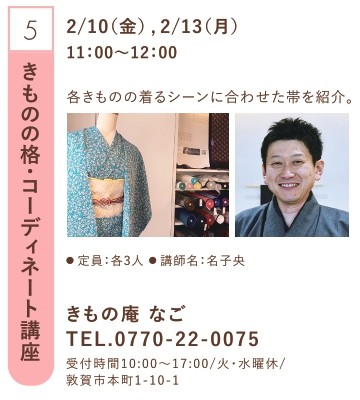 5
きものの格・コーディネート講座
2/10(金),2/13(月)
11:00〜12:00
各きものの着るシーンに合わせた帯を紹介。
●定員:各3人 ●講師名:名子央
きもの庵 なご
TEL.0770-22-0075
受付時間10:00〜17:00/火・水曜休/
敦賀市本町1-10-1